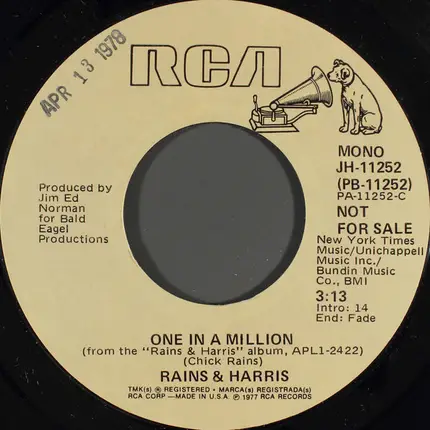 APR 13 1978
RCA
MONO
JH-11252
(PB-11252)
PA-11252-C
NOT
FOR SALE
Produced by
Jim Ed
Norman
for Bald
Eagel
Productions
New York Times
Music/Unichappell
Music Inc./
Bundin Music
Co., BMI
3:13
Intro: 14
End: Fade
ONE IN A MILLION
(from the "Rains & Harris" album, APL1-2422)
(Chick Rains)
RAINS & HARRIS
TMK(s) ® REGISTERED • MARCA(s) REGISTRADA(s)
RCA CORP—MADE IN U.S.A. ℗ 1977 RCA RECORDS